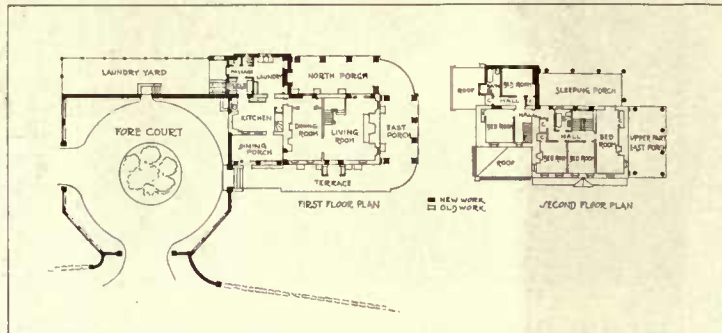 LAUNDRY YARD
PASSAGE
LAUNDRY
NORTH PORCH
FORE COURT
KITCHEN
DINING
ROOM
LIVING
ROOM
EAST
PORCH
DINING
PORCH
TERRACE
FIRST FLOOR PLAN
NEW WORK
OLD WORK
ROOF
BED ROOM
C
HALL
C
SLEEPING PORCH
BED ROOM
HALL
C
HALL
BED
ROOM
UPPER PART
EAST PORCH
ROOF
BED ROOM
BED ROOM
SECOND FLOOR PLAN